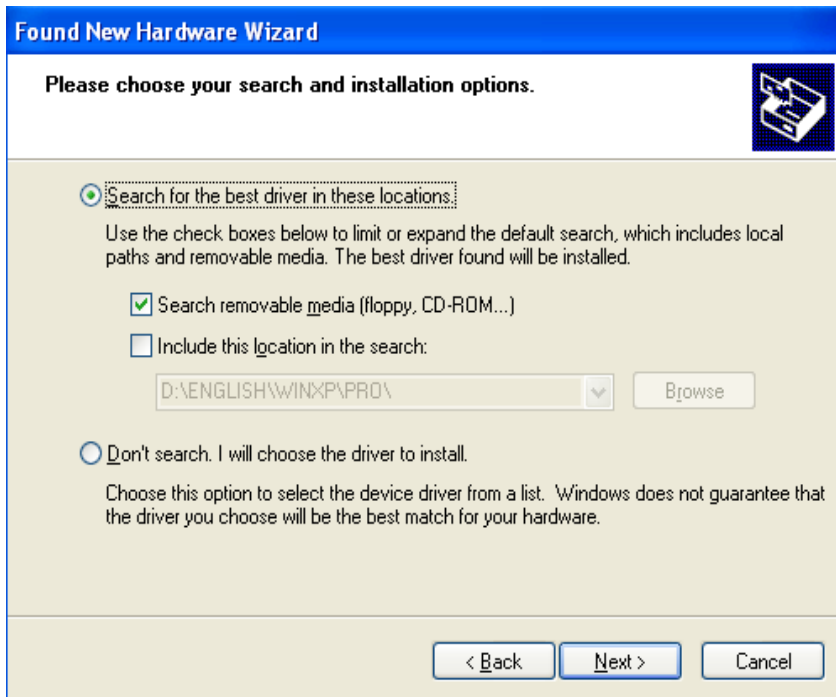 Found New Hardware Wizard
Please choose your search and installation options.
Search for the best driver in these locations.
Use the check boxes below to limit or expand the default search, which includes local
paths and removable media. The best driver found will be installed.
Search removable media (floppy, CD-ROM...)
Include this location in the search:
D:\ENGLISH\WINXP\PRO\
Browse
Don't search. I will choose the driver to install.
Choose this option to select the device driver from a list. Windows does not guarantee that
the driver you choose will be the best match for your hardware.
< Back Next > Cancel